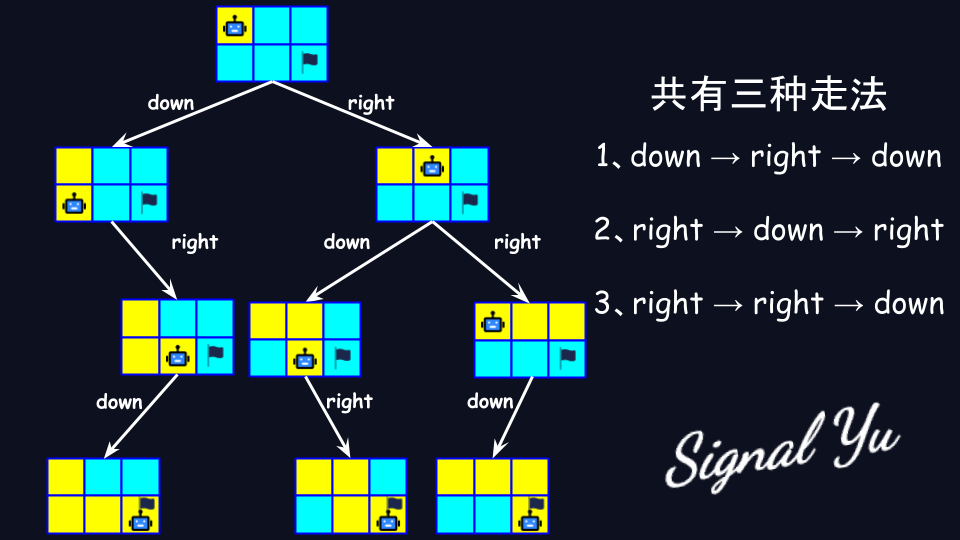 共有三种走法
1、down → right → down
2、right → down → right
3、right → right → down
down
right
right
down
right
down
right
down
Signal Yu